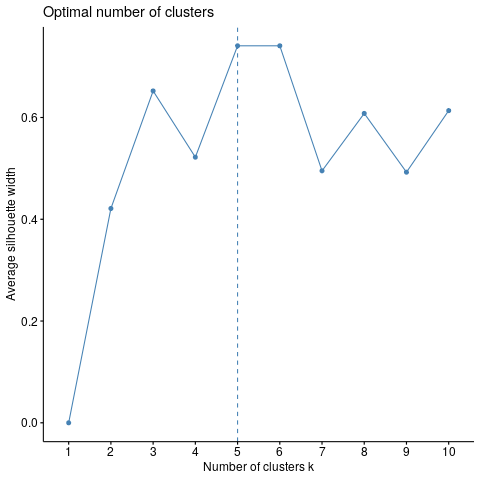 Optimal number of clusters
Average silhouette width
0.6
0.4
0.2
0.0
1 2 3 4 5 6 7 8 9 10
Number of clusters k